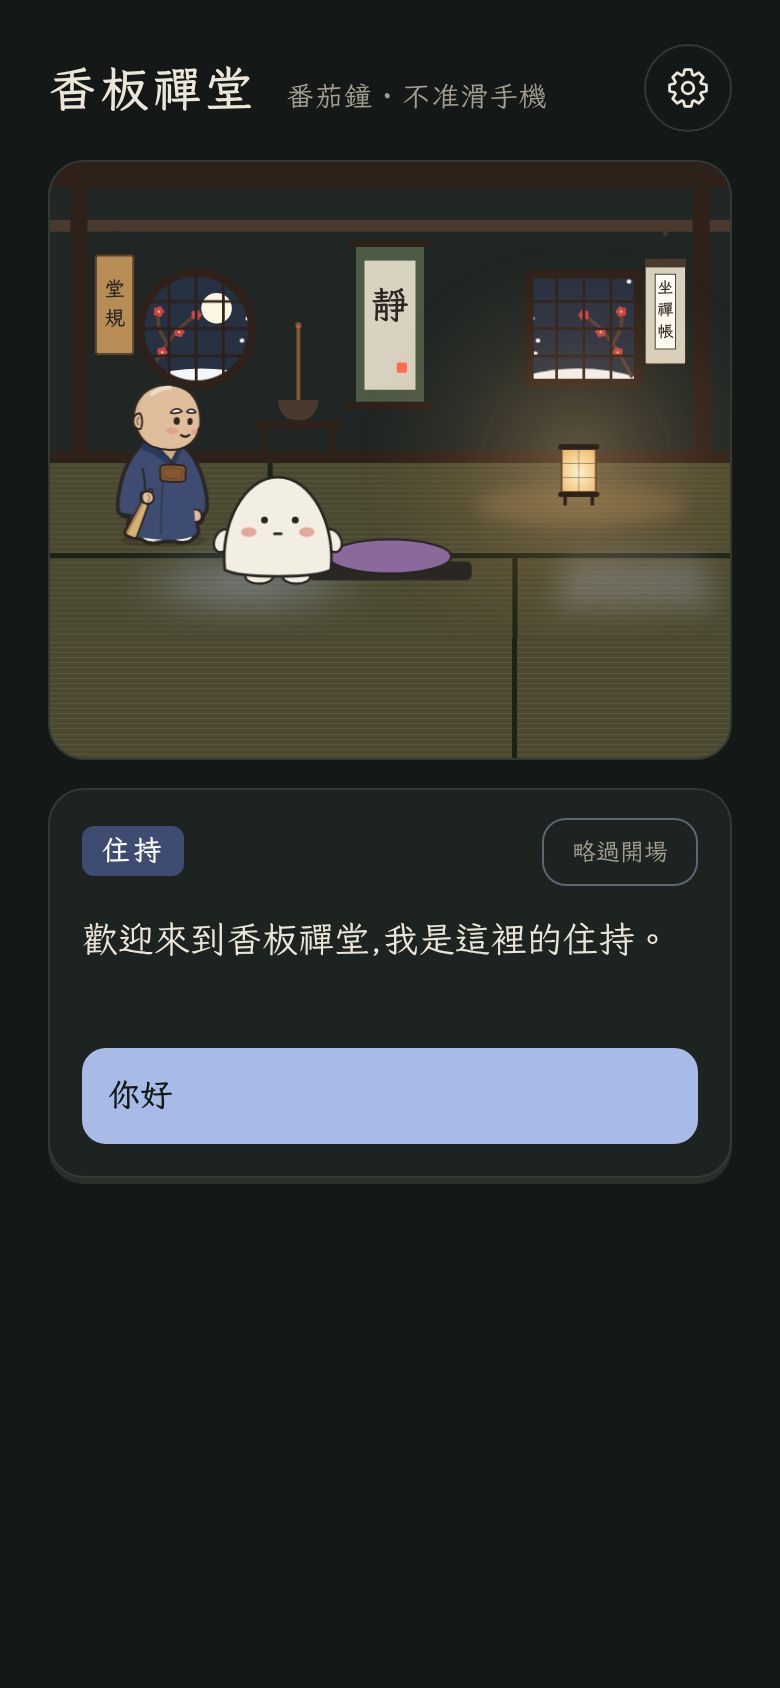 香板禪堂
番茄鐘・不准滑手機
堂規
靜
坐禪帳
住持
略過開場
歡迎來到香板禪堂,我是這裡的住持。
你好